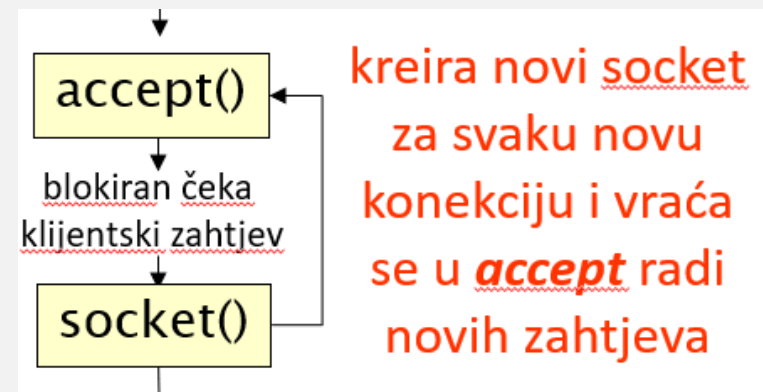 accept()
blokiran čeka
klijentski zahtjev
socket()
kreira novi socket
za svaku novu
konekciju i vraća
se u accept radi
novih zahtjeva